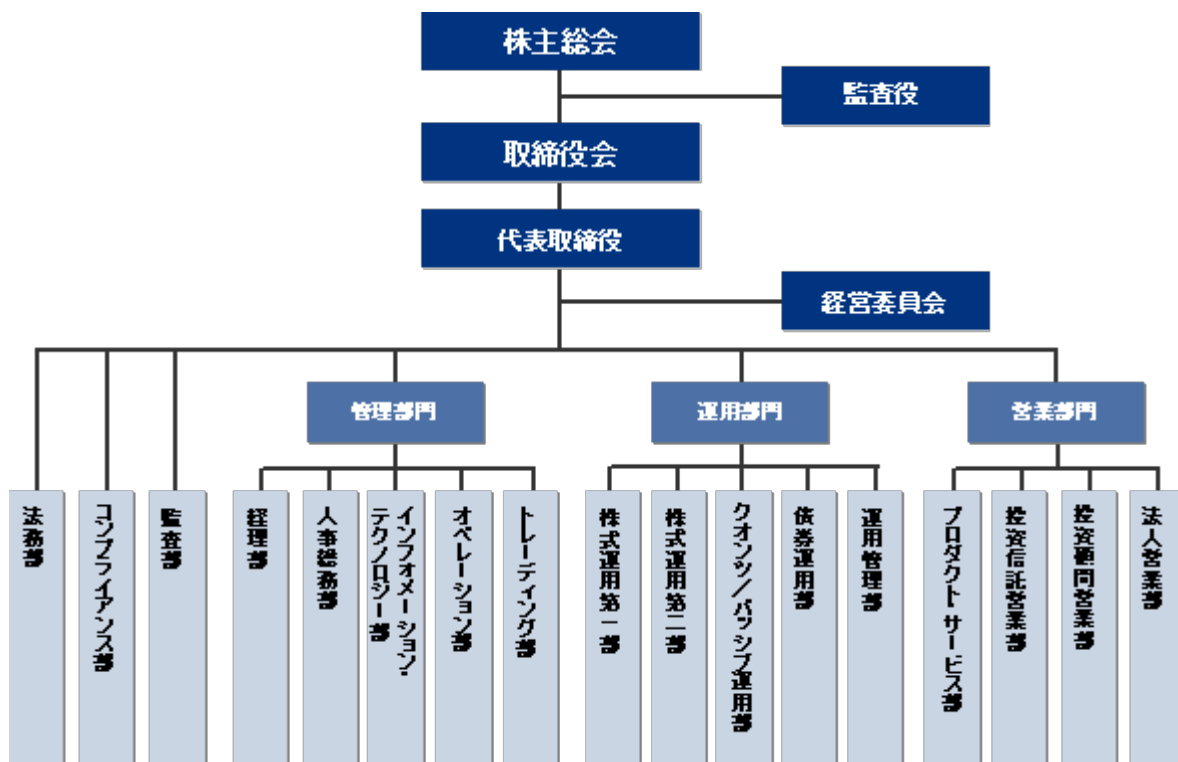 株主総会
監査役
取締役会
代表取締役
経営委員会
管理部門
運用部門
営業部門
法務部
コンプライアンス部
監査部
経理部
人事総務部
インフォメーション・
テクノロジー部
オペレーション部
トレーディング部
株式運用第一部
株式運用第二部
クオンツ／パッシブ運用部
債券運用部
運用管理部
プロダクトサービス部
投資信託営業部
投資顧問営業部
法人営業部